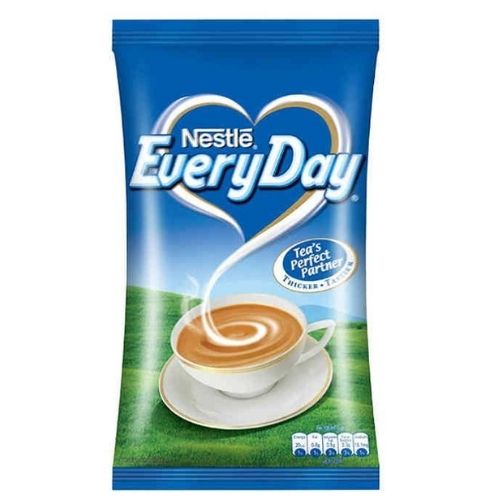 Nestlé®
EveryDay®
Tea's
Perfect
Partner
THICKER • TASTIER